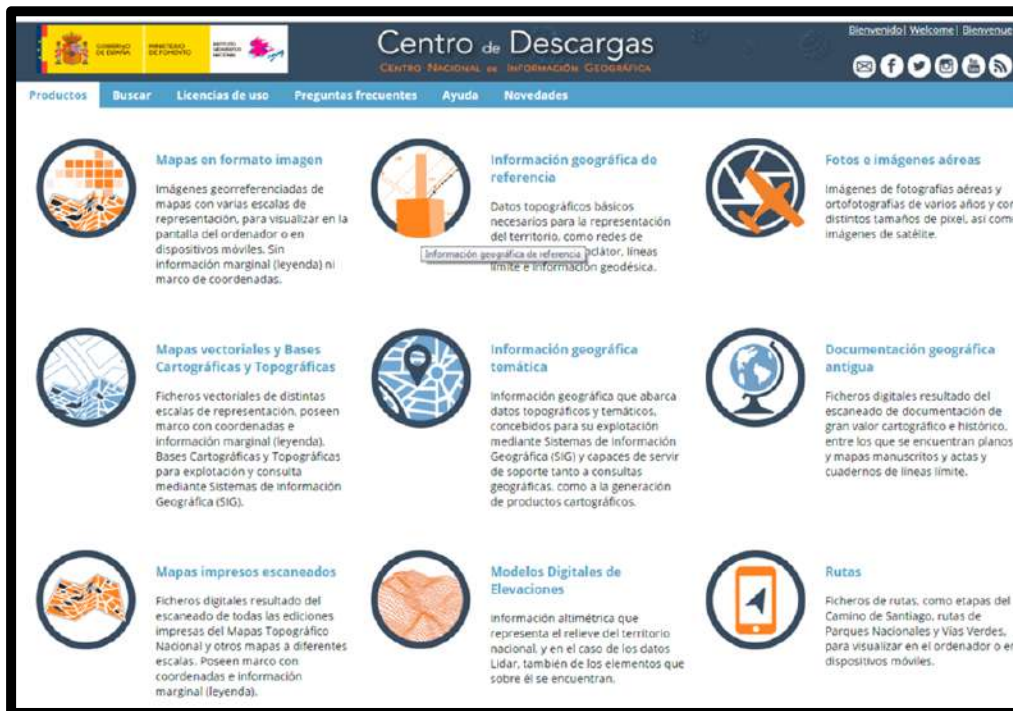 GOBIERNO
DE ESPAÑA
MINISTERIO
DE FOMENTO
INSTITUTO
GEOGRÁFICO
NACIONAL
Centro de Descargas
CENTRO NACIONAL DE INFORMACIÓN GEOGRÁFICA
Bienvenido| Welcome| Bienvenue
Productos Buscar Licencias de uso Preguntas frecuentes Ayuda Novedades
Mapas en formato imagen
Imágenes georreferenciadas de
mapas con varias escalas de
representación, para visualizar en la
pantalla del ordenador o en
dispositivos móviles. Sin
información marginal (leyenda) ni
marco de coordenadas.
Información geográfica de
referencia
Datos topográficos básicos
necesarios para la representación
del territorio, como redes de
Información geográfica de referencia
límite e información geodésica.
líneas
Fotos e imágenes aéreas
Imágenes de fotografías aéreas y
ortofotografías de varios años y con
distintos tamaños de pixel, así como
imágenes de satélite.
Mapas vectoriales y Bases
Cartográficas y Topográficas
Ficheros vectoriales de distintas
escalas de representación, poseen
marco con coordenadas e
información marginal (leyenda).
Bases Cartográficas y Topográficas
para explotación y consulta
mediante Sistemas de Información
Geográfica (SIG).
Información geográfica
temática
Información geográfica que abarca
datos topográficos y temáticos,
concebidos para su explotación
mediante Sistemas de Información
Geográfica (SIG) y capaces de servir
de soporte tanto a consultas
geográficas, como a la generación
de productos cartográficos.
Documentación geográfica
antigua
Ficheros digitales resultado del
escaneado de documentación de
gran valor cartográfico e histórico,
entre los que se encuentran planos
y mapas manuscritos y actas y
cuadernos de líneas límite.
Mapas impresos escaneados
Ficheros digitales resultado del
escaneado de todas las ediciones
impresas del Mapas Topográfico
Nacional y otros mapas a diferentes
escalas. Poseen marco con
coordenadas e información
marginal (leyenda).
Modelos Digitales de
Elevaciones
Información altimétrica que
representa el relieve del territorio
nacional, y en el caso de los datos
Lidar, también de los elementos que
sobre él se encuentran.
Rutas
Ficheros de rutas, como etapas del
Camino de Santiago, rutas de
Parques Nacionales y Vías Verdes,
para visualizar en el ordenador o en
dispositivos móviles.